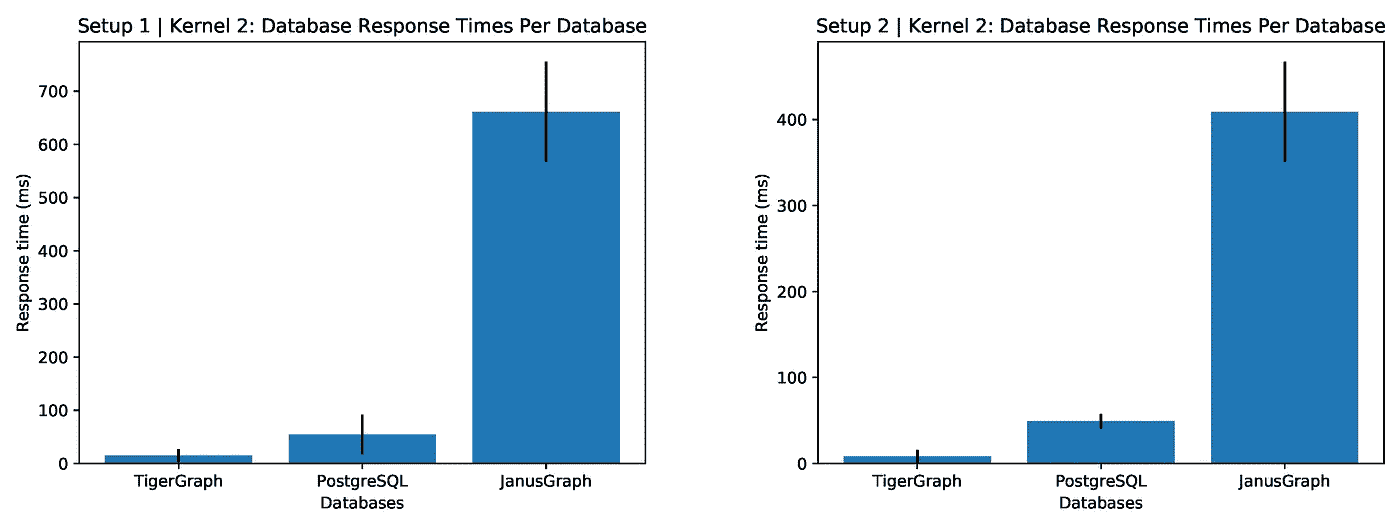 Setup 1 | Kernel 2: Database Response Times Per Database
Response time (ms)
700
600
500
400
300
200
100
0
TigerGraph PostgreSQL JanusGraph
Databases
Setup 2 | Kernel 2: Database Response Times Per Database
Response time (ms)
400
300
200
100
0
TigerGraph PostgreSQL JanusGraph
Databases